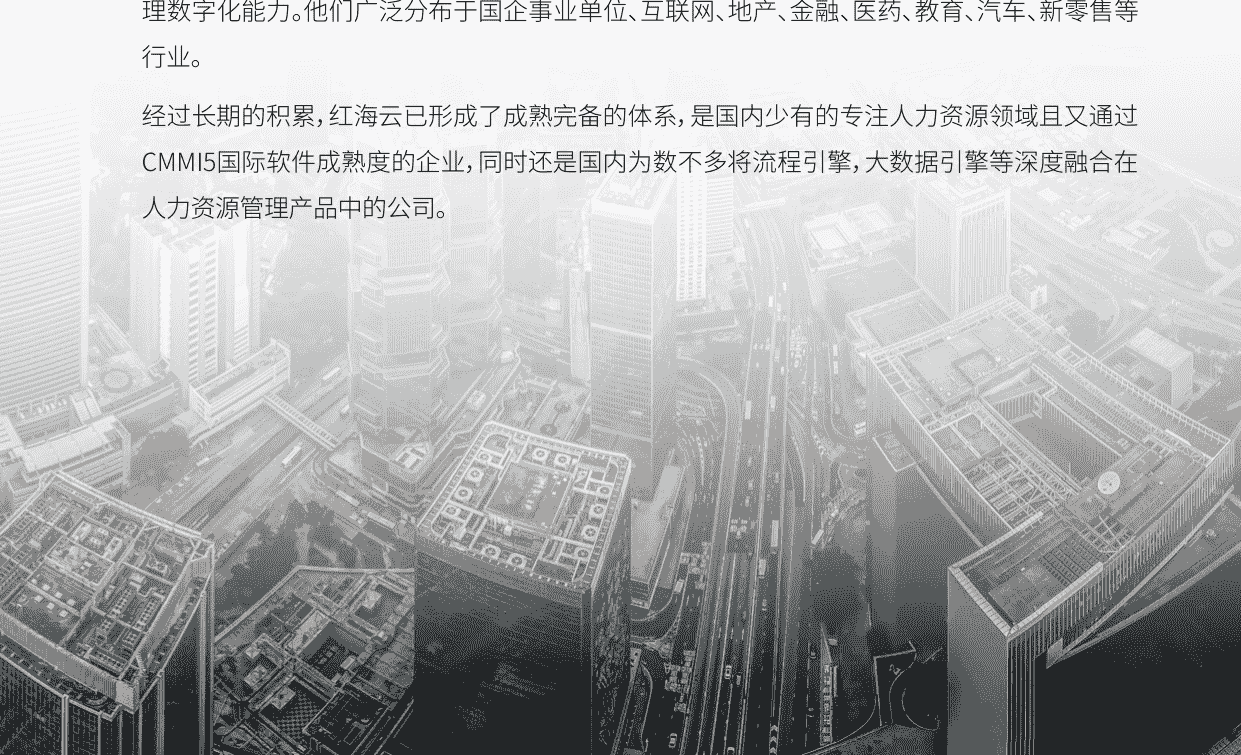 理数字化能力。他们广泛分布于国企事业单位、互联网、地产、金融、医药、教育、汽车、新零售等
行业。
经过长期的积累，红海云已形成了成熟完备的体系，是国内少有的专注人力资源领域且又通过
CMMI5国际软件成熟度的企业，同时还是国内为数不多将流程引擎，大数据引擎等深度融合在
人力资源管理产品中的公司。